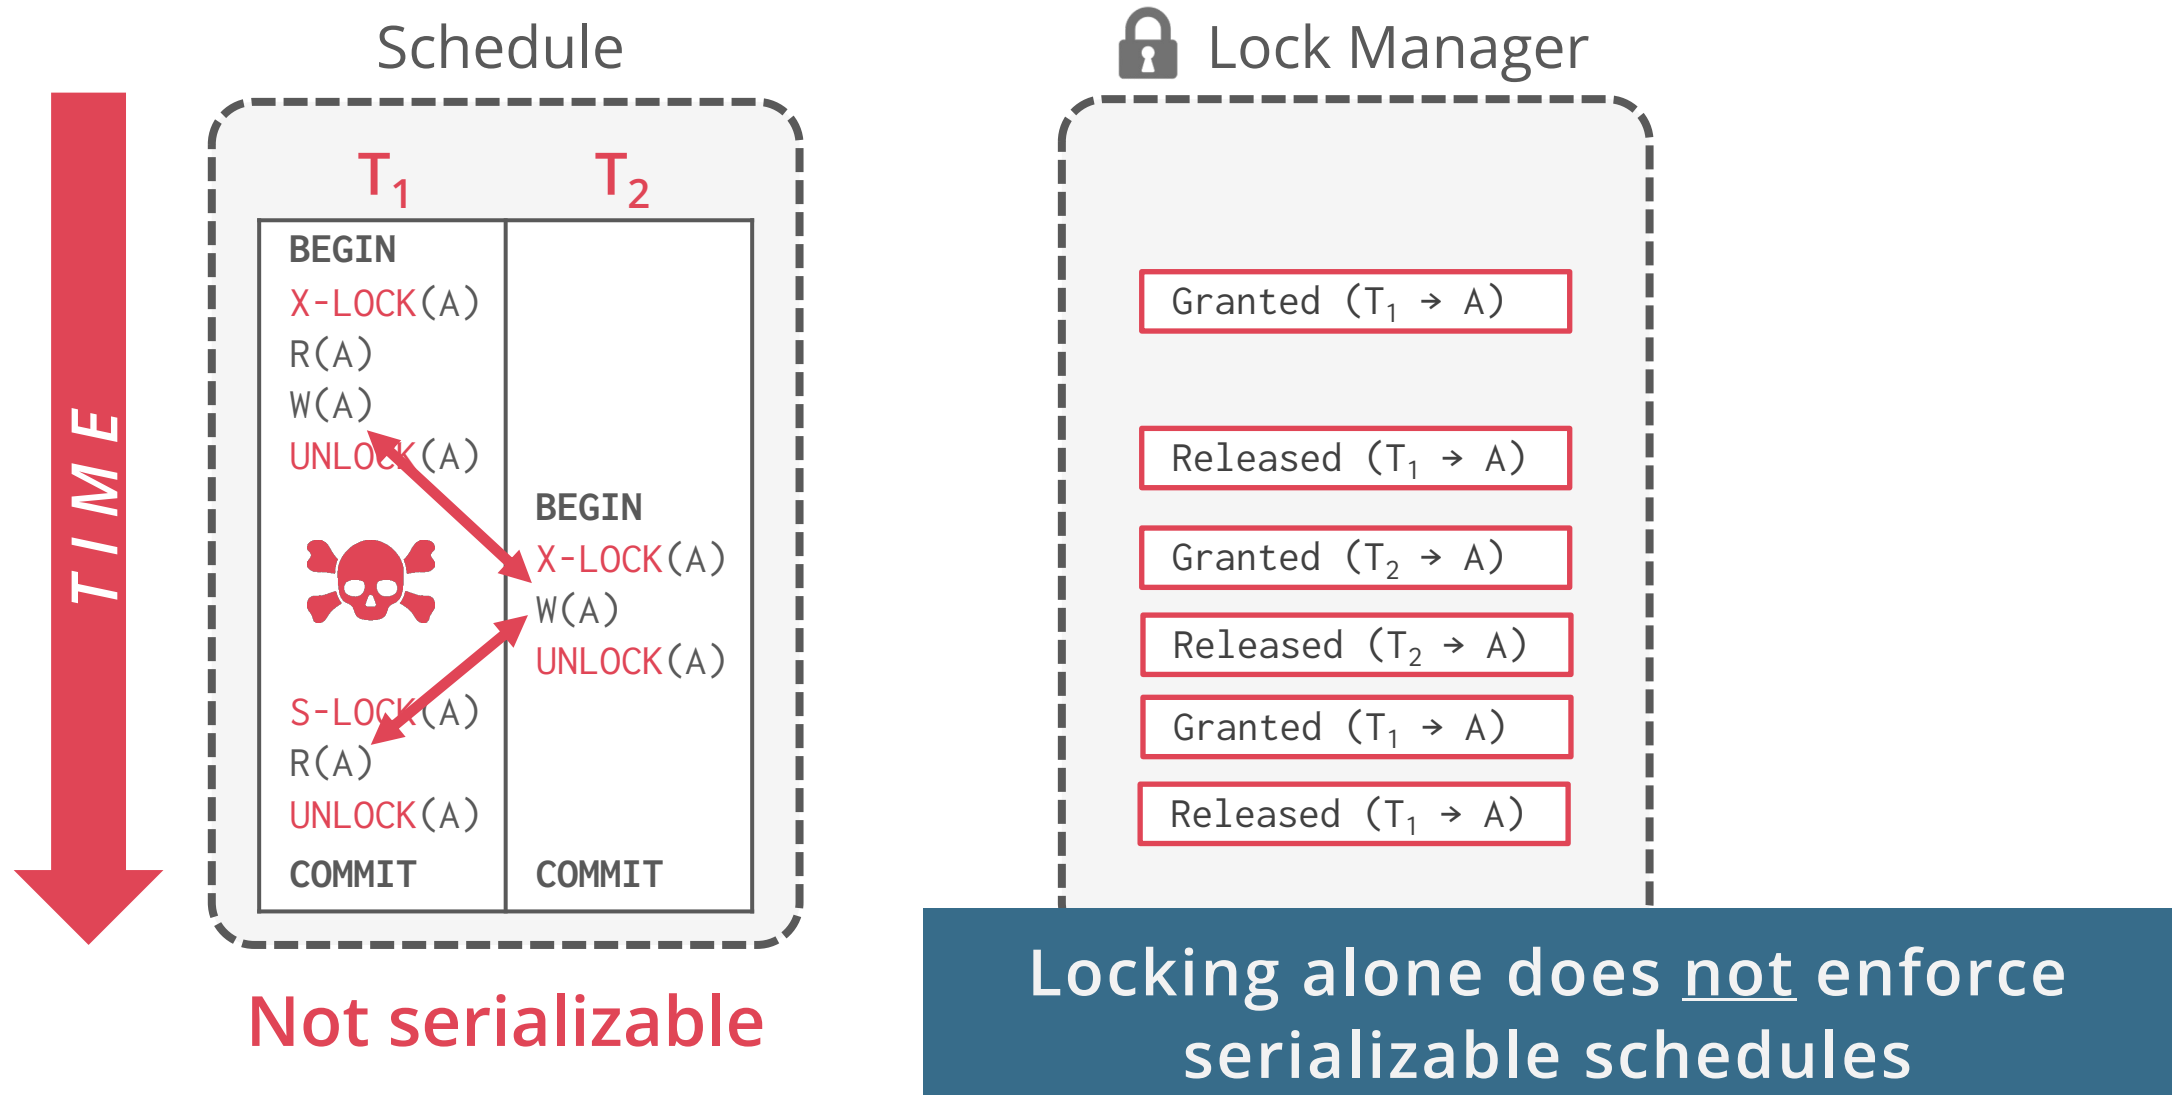 Schedule
Lock Manager
TIME
T1 T2
BEGIN
X-LOCK(A)
R(A)
W(A)
UNLOCK(A)
BEGIN
X-LOCK(A)
W(A)
UNLOCK(A)
S-LOCK(A)
R(A)
UNLOCK(A)
COMMIT COMMIT
Granted (T1 → A)
Released (T1 → A)
Granted (T2 → A)
Released (T2 → A)
Granted (T1 → A)
Released (T1 → A)
Not serializable
Locking alone does not enforce
serializable schedules